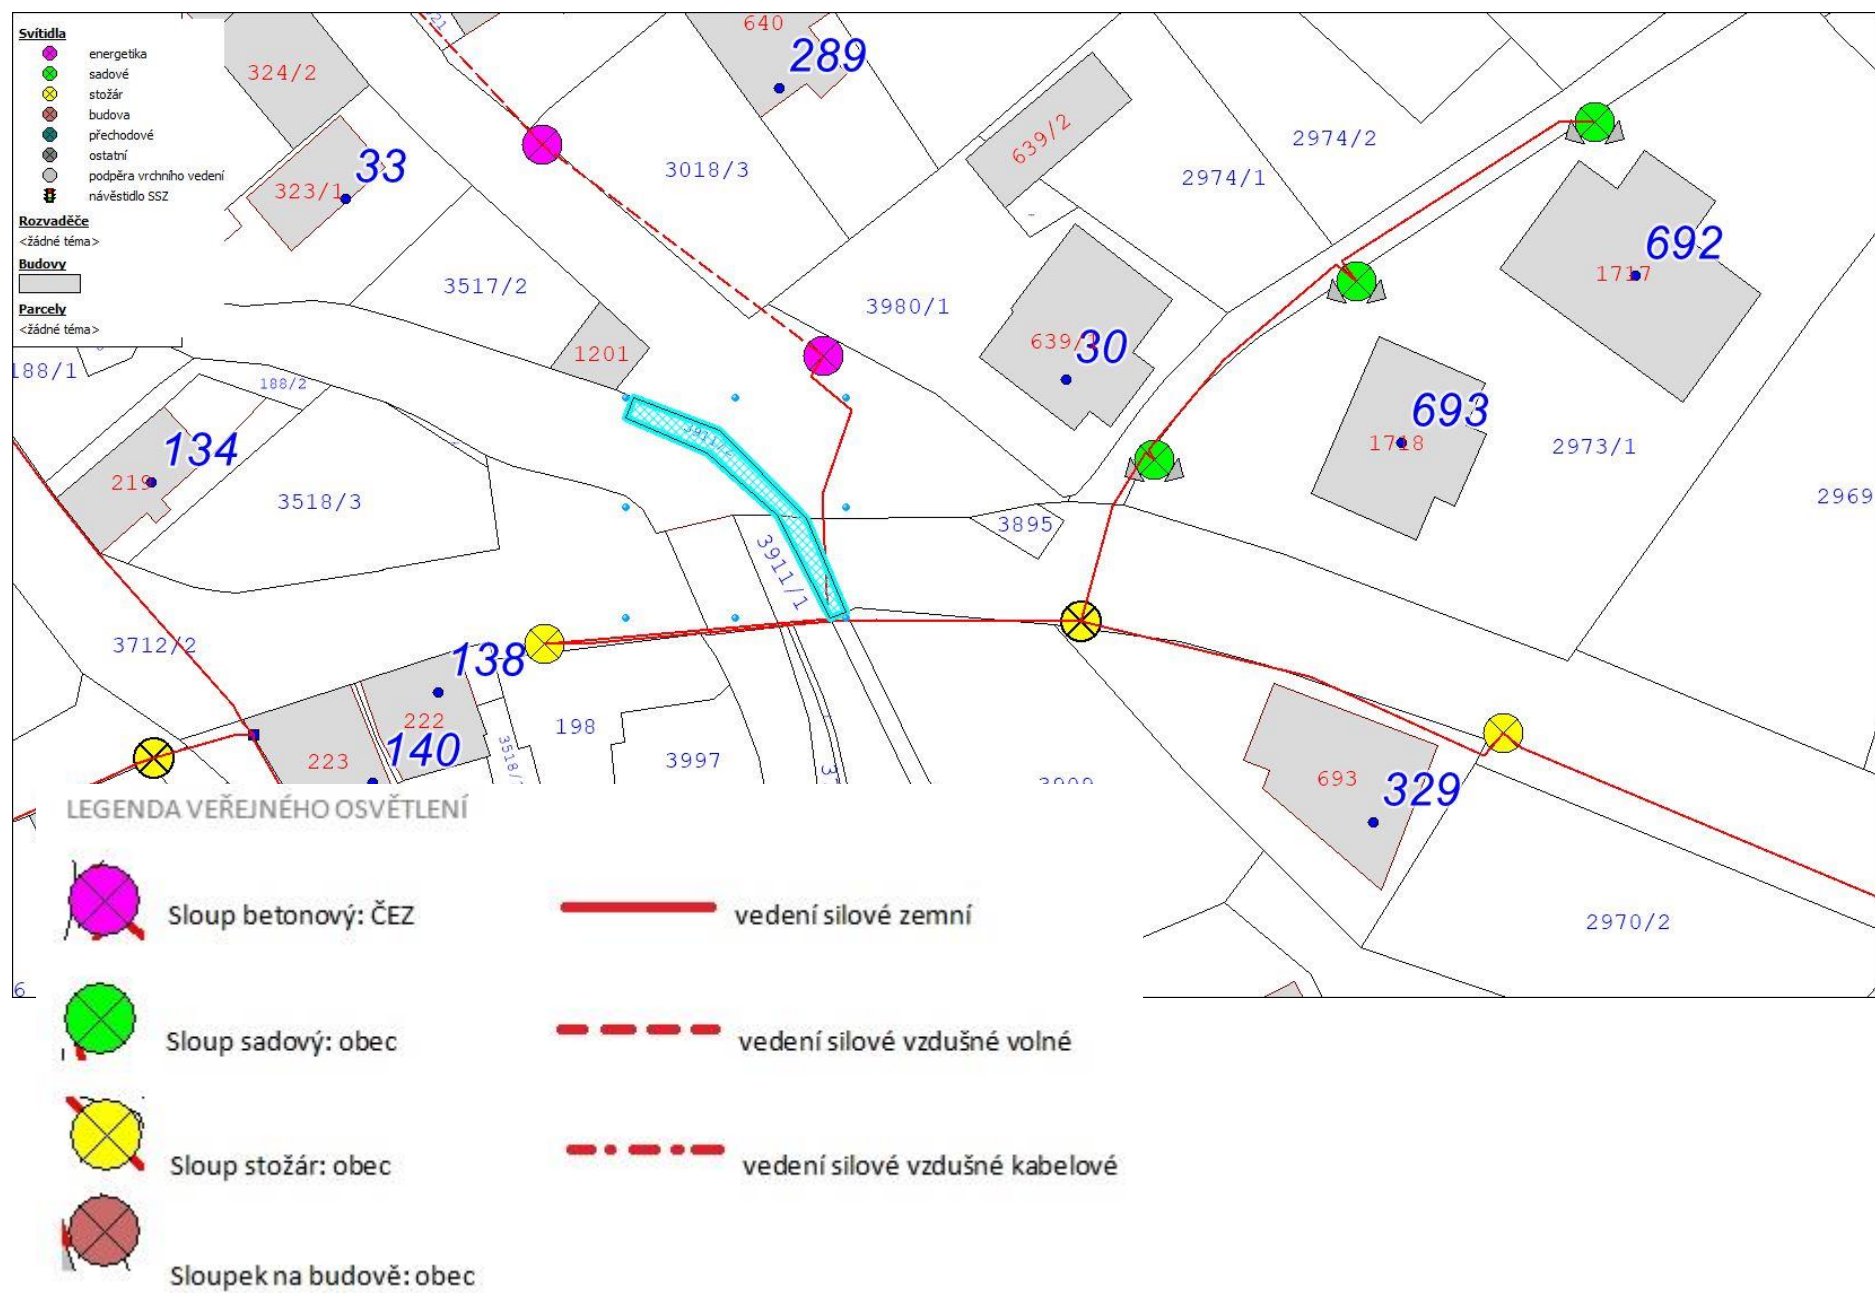 Svítidla
energetika
sadové
stožár
budova
přechodové
ostatní
podpěra vrchního vedení
návěstidlo SSZ
Rozvaděče
<žádné téma>
Budovy
Parcely
<žádné téma>
324/2
640
289
33
323/1
3018/3
639/2
2974/2
2974/1
692
1717
3517/2
3980/1
639/
30
1201
188/1
188/2
693
1718
2973/1
134
219
3911/2
3518/3
2969
3895
3911/1
3712/2
138
222
198
140
223
3518/
3997
3909
693
329
2970/2
6
LEGENDA VEŘEJNÉHO OSVĚTLENÍ
Sloup betonový: ČEZ
vedení silové zemní
Sloup sadový: obec
vedení silové vzdušné volné
Sloup stožár: obec
vedení silové vzdušné kabelové
Sloupek na budově: obec